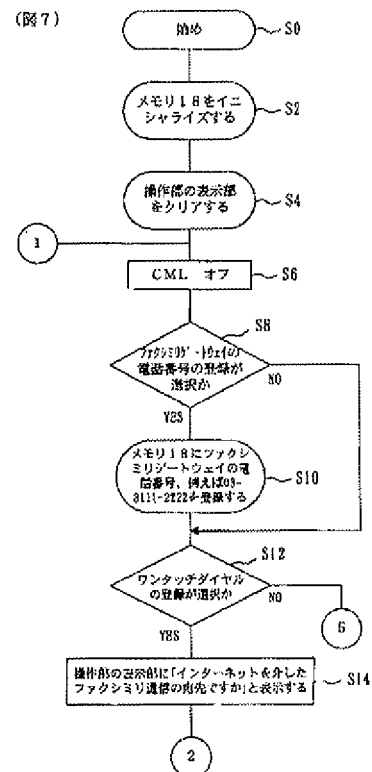 (図7)
始め
S0
メモリ18をイニ
シャライズする
S2
操作部の表示部
をクリアする
S4
1
CML オフ
S6
S8
ファクシミリゲートウェイの
電話番号の登録が
選択か
NO
YES
メモリ18にファクシ
ミリゲートウェイの電
話番号、例えば03-
3111-2222を登録する
S10
S12
ワンタッチダイヤル
の登録が選択か
NO
6
YES
操作部の表示部に「インターネットを介した
ファクシミリ通信の宛先ですか」と表示する
S14
2